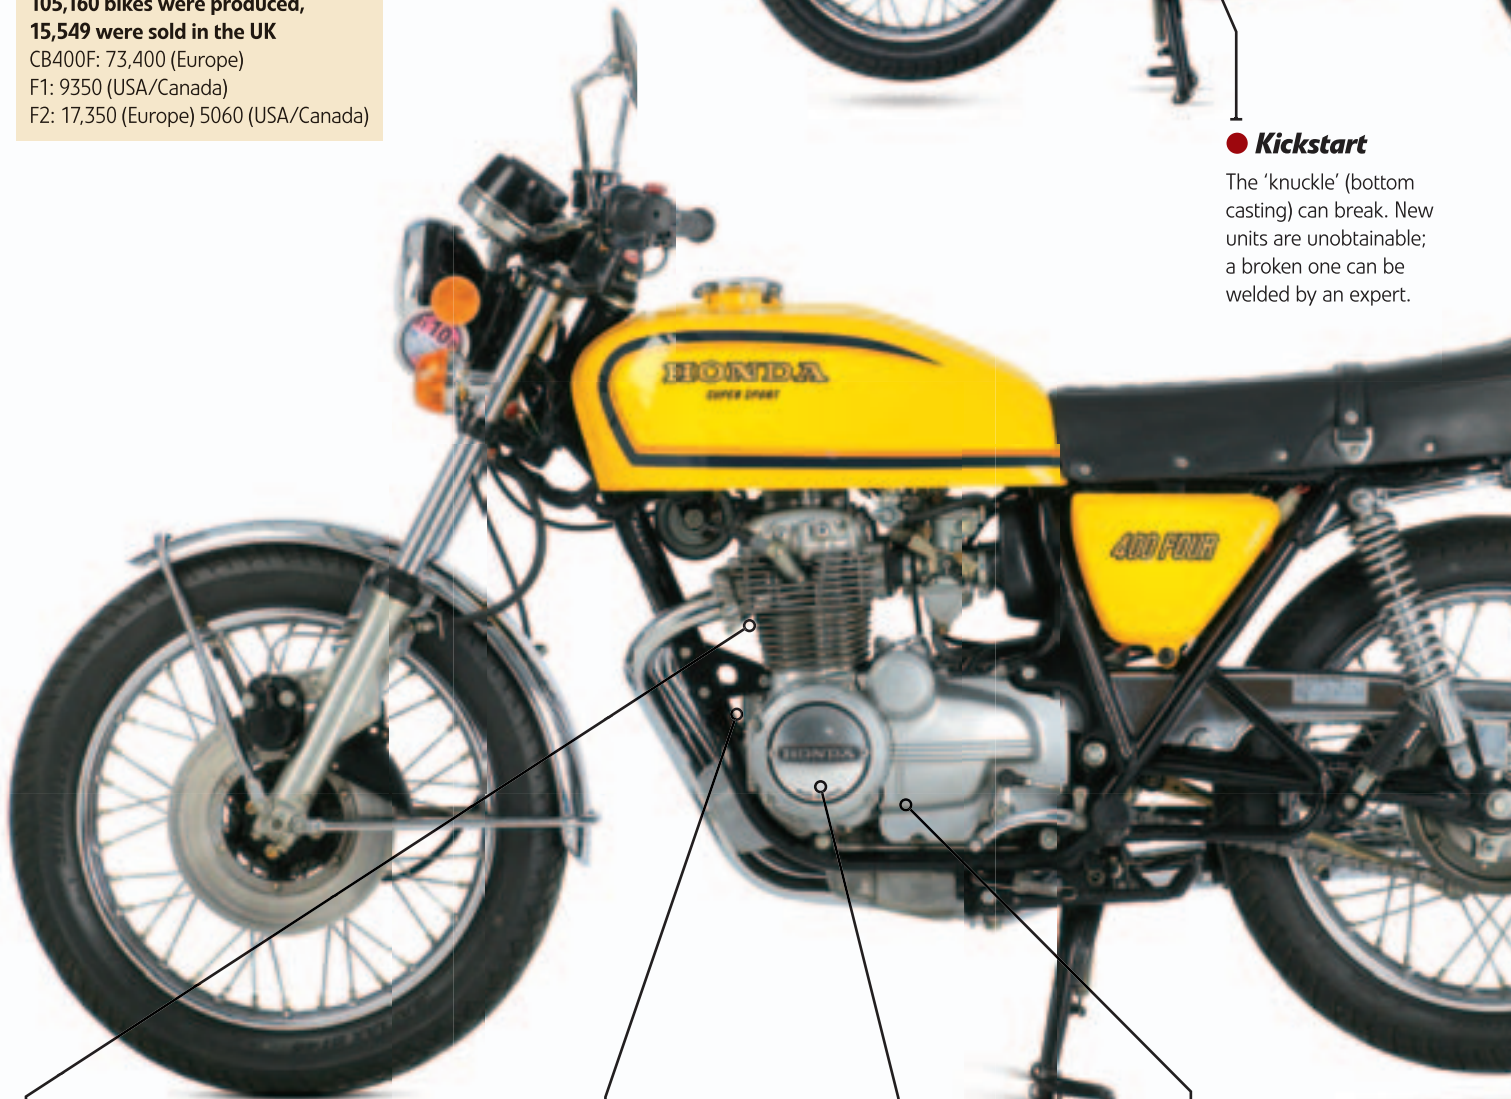 105,160 bikes were produced,
15,549 were sold in the UK
CB400F: 73,400 (Europe)
F1: 9350 (USA/Canada)
F2: 17,350 (Europe) 5060 (USA/Canada)
Kickstart
The ‘knuckle’ (bottom
casting) can break. New
units are unobtainable;
a broken one can be
welded by an expert.
10
HONDA
SUPER SPORT
400 FOUR
HONDA